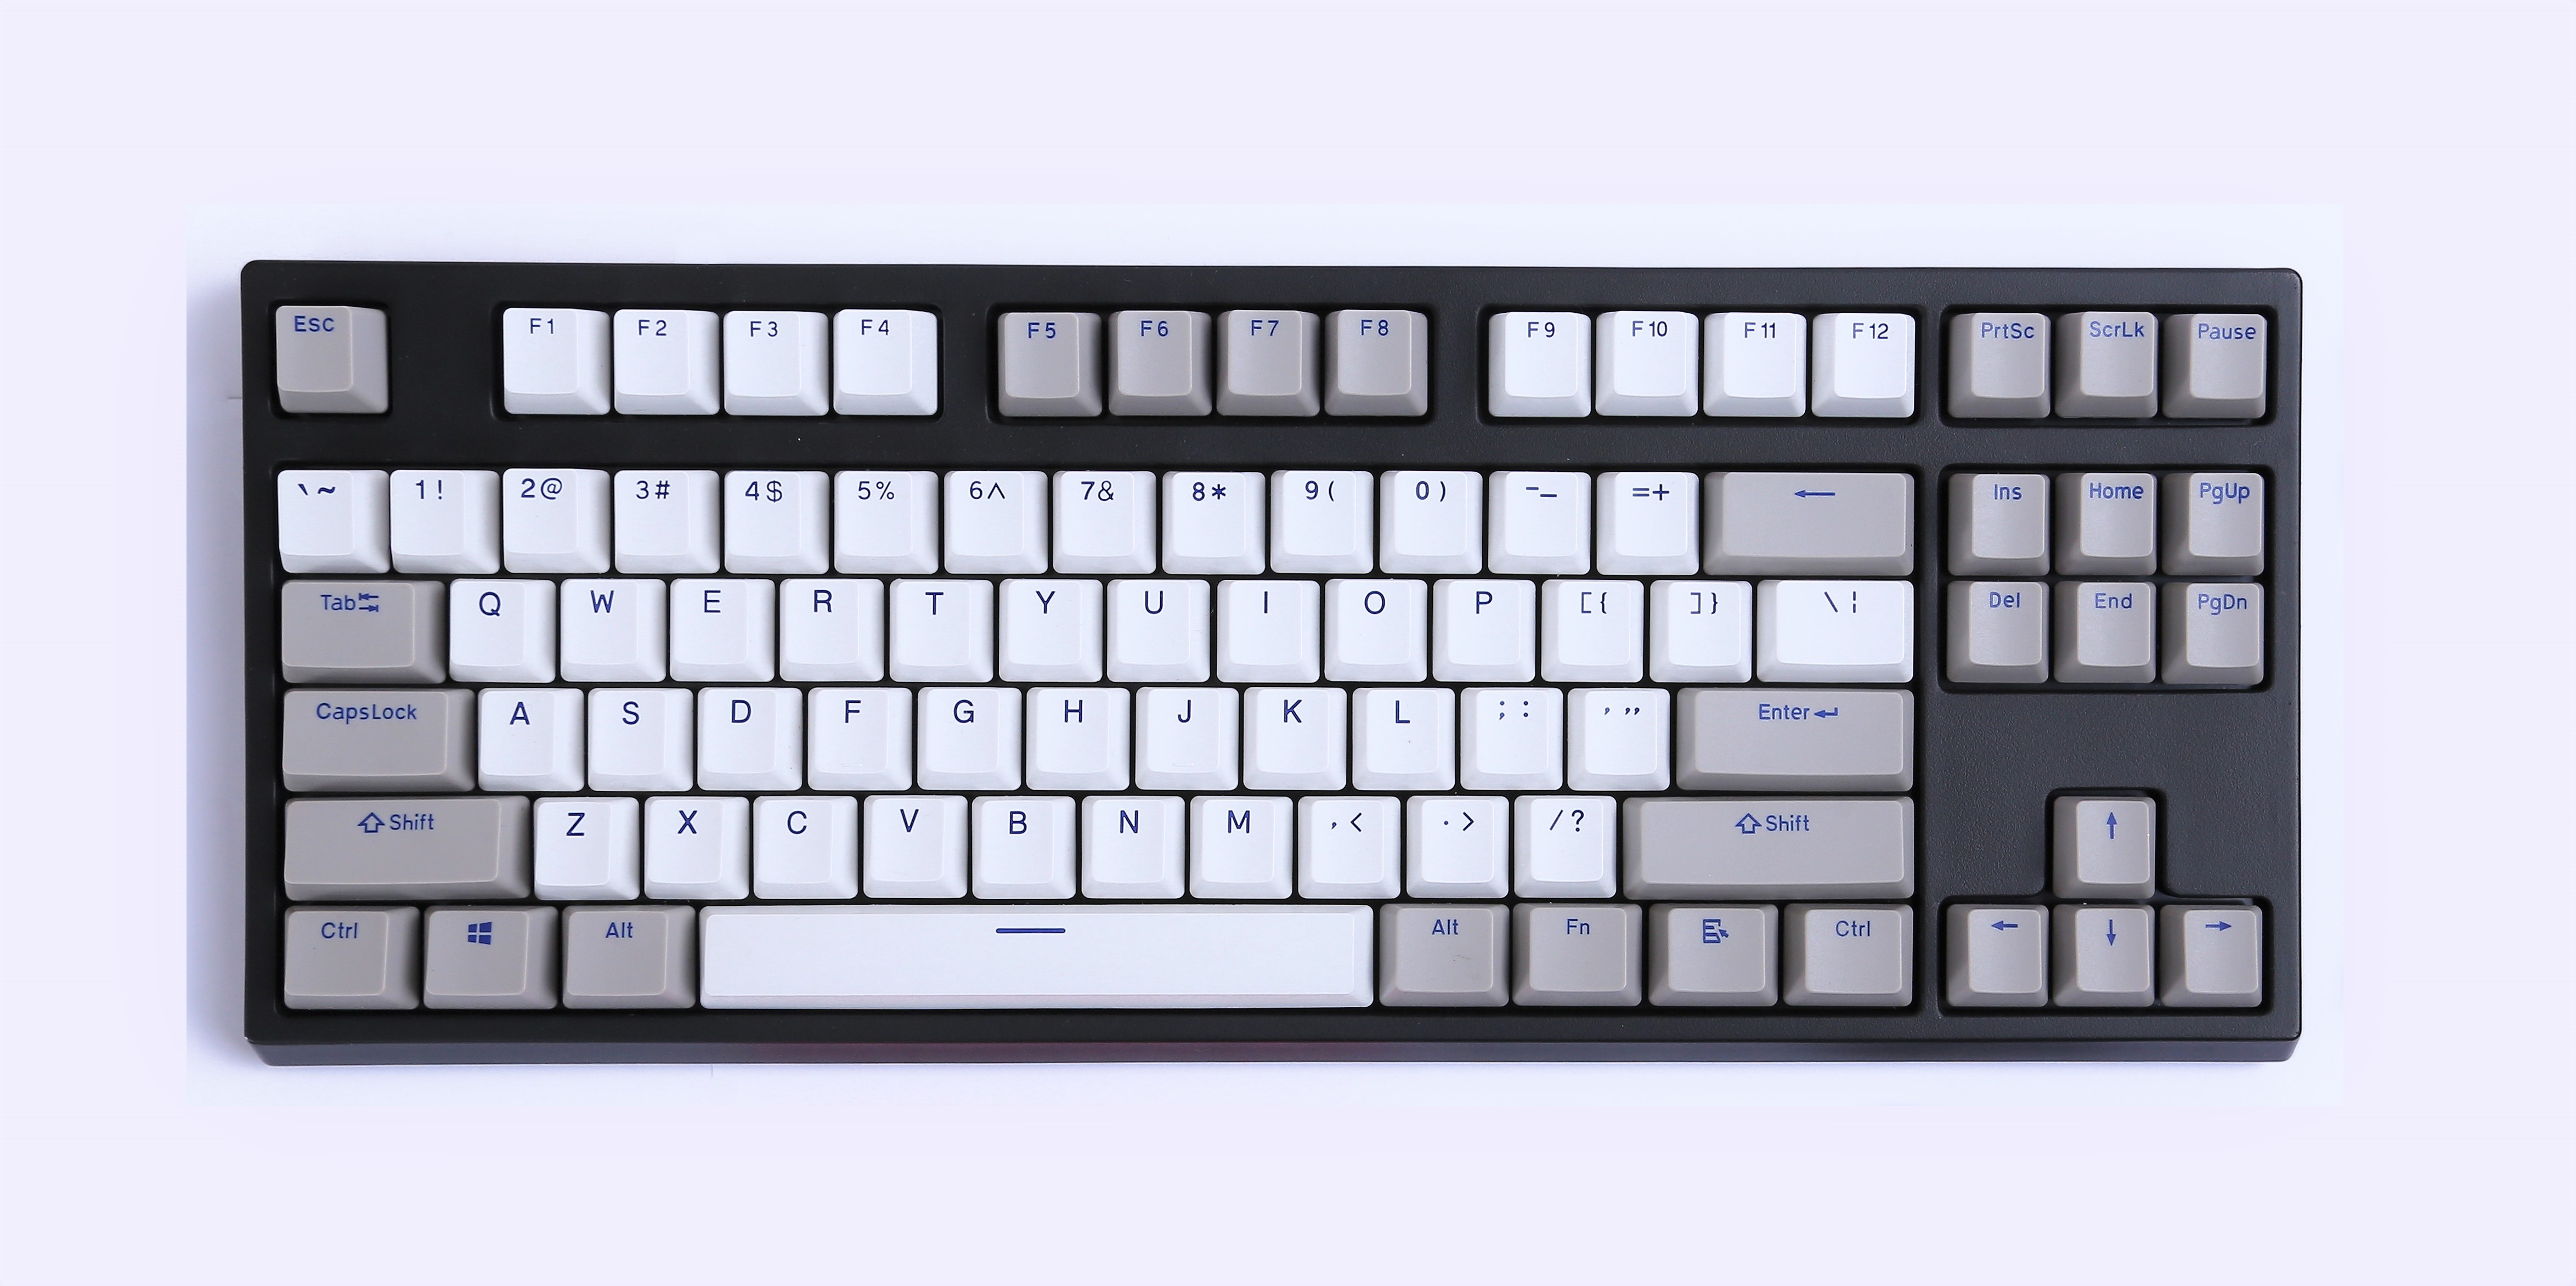 Esc F1 F2 F3 F4 F5 F6 F7 F8 F9 F10 F11 F12 PrtSc ScrLk Pause
`~ 1! 2@ 3# 4$ 5% 6^ 7& 8* 9( 0) -_ =+ ← Ins Home PgUp
Tab Q W E R T Y U I O P [{ ]} \¦ Del End PgDn
CapsLock A S D F G H J K L ;: '" Enter
Shift Z X C V B N M ,< .> /? Shift ↑
Ctrl Alt Alt Fn Ctrl ← ↓ →